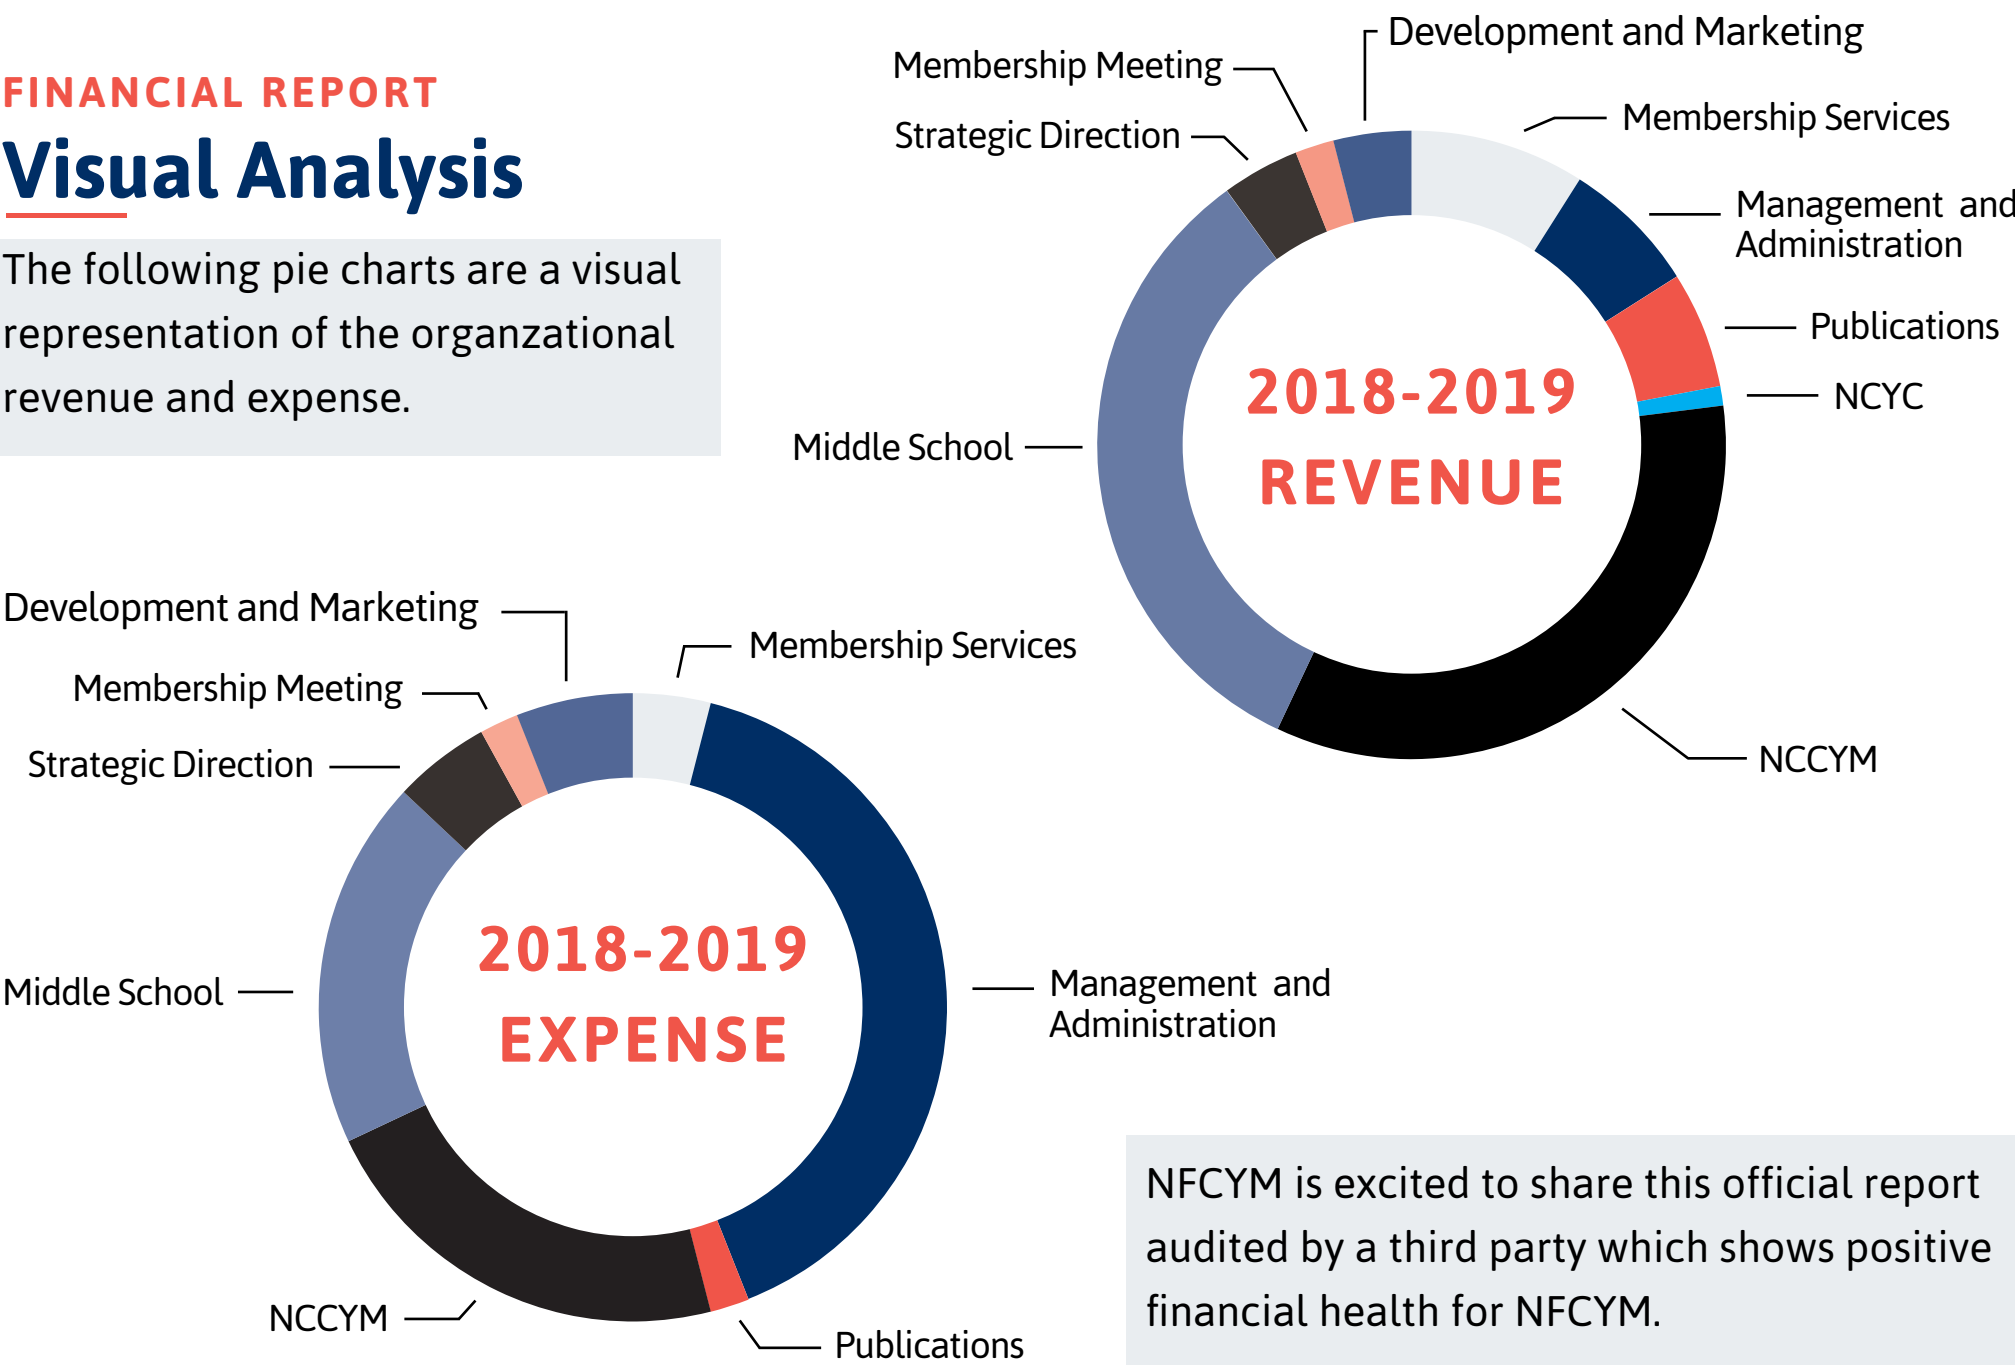 FINANCIAL REPORT
Visual Analysis
The following pie charts are a visual
representation of the organzational
revenue and expense.
Development and Marketing
Membership Meeting
Strategic Direction
Membership Services
Management and
Administration
Publications
NCYC
Middle School
2018-2019
REVENUE
NCCYM
Development and Marketing
Membership Services
Membership Meeting
Strategic Direction
Middle School
2018-2019
EXPENSE
Management and
Administration
NCCYM
Publications
NFCYM is excited to share this official report
audited by a third party which shows positive
financial health for NFCYM.